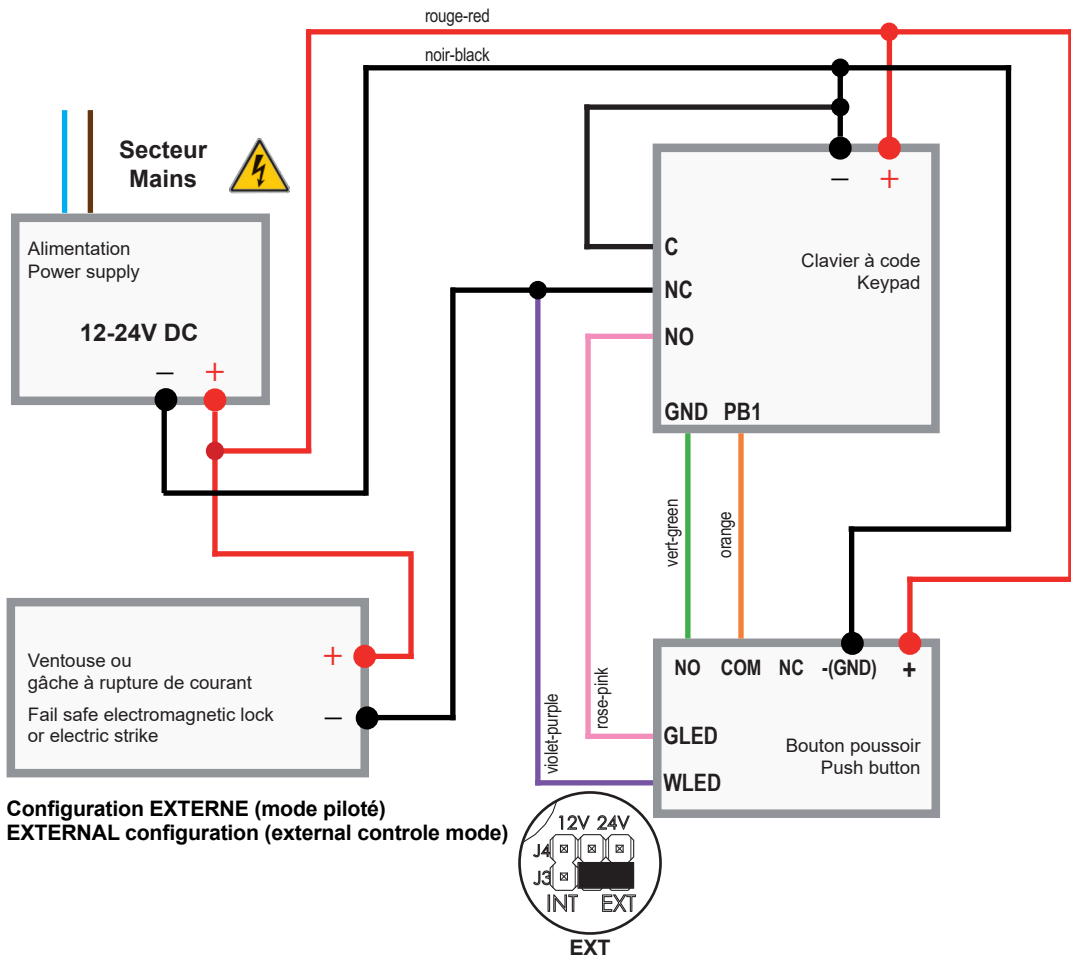 rouge-red
noir-black
Secteur
Mains
Alimentation
Power supply
12-24V DC
– +
– +
C
NC
NO
GND PB1
Clavier à code
Keypad
vert-green
orange
Ventouse ou
gâche à rupture de courant
Fail safe electromagnetic lock
or electric strike
+
–
violet-purple
rose-pink
NO COM NC -(GND) +
GLED
WLED
Bouton poussoir
Push button
Configuration EXTERNE (mode piloté)
EXTERNAL configuration (external controle mode)
12V 24V
J4
J3
INT EXT
EXT